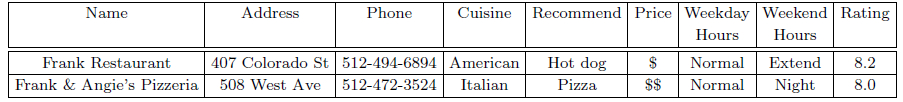 Name Address Phone Cuisine Recommend Price Weekday Weekend Rating
Hours Hours
Frank Restaurant 407 Colorado St 512-494-6894 American Hot dog $ Normal Extend 8.2
Frank & Angie's Pizzeria 508 West Ave 512-472-3524 Italian Pizza $$ Normal Night 8.0